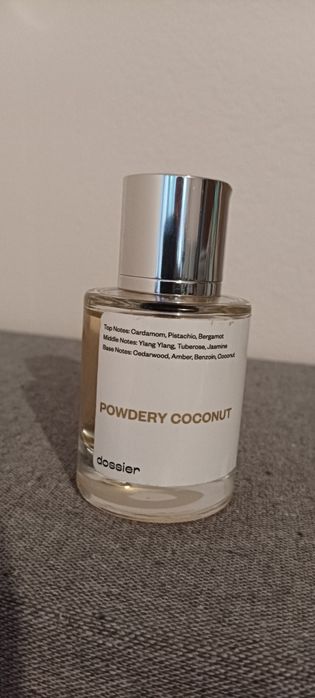 Top Notes: Cardamom, Pistachio, Bergamot
Middle Notes: Ylang Ylang, Tuberose, Jasmine
Base Notes: Cedarwood, Amber, Benzoin, Coconut
POWDERY COCONUT
dossier